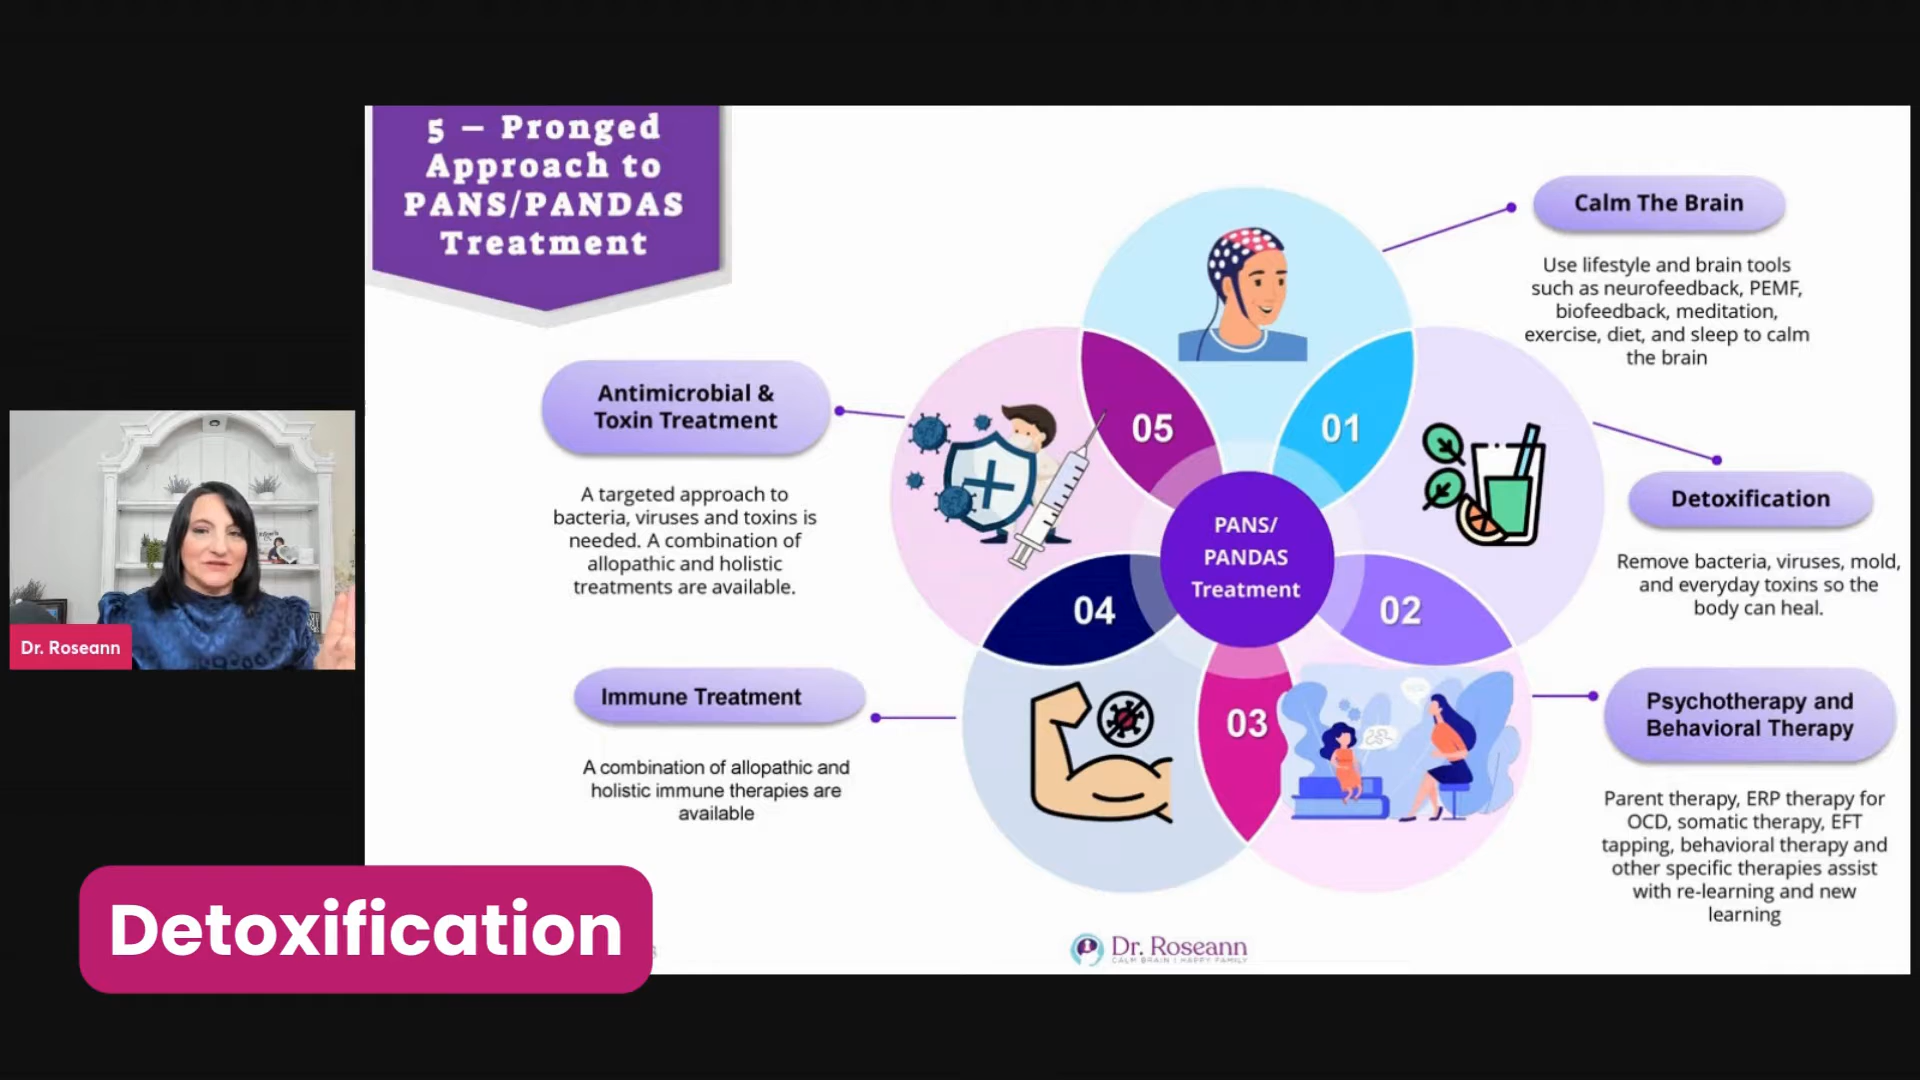 5 – Pronged
Approach to
PANS/PANDAS
Treatment
Calm The Brain
Use lifestyle and brain tools
such as neurofeedback, PEMF,
biofeedback, meditation,
exercise, diet, and sleep to calm
the brain
Antimicrobial &
Toxin Treatment
A targeted approach to
bacteria, viruses and toxins is
needed. A combination of
allopathic and holistic
treatments are available.
05
01
Detoxification
Remove bacteria, viruses, mold,
and everyday toxins so the
body can heal.
PANS/
PANDAS
Treatment
04
02
03
Immune Treatment
A combination of allopathic and
holistic immune therapies are
available
Psychotherapy and
Behavioral Therapy
Parent therapy, ERP therapy for
OCD, somatic therapy, EFT
tapping, behavioral therapy and
other specific therapies assist
with re-learning and new
learning
Dr. Roseann
Detoxification
Dr. Roseann
CALM BRAIN | HAPPY FAMILY